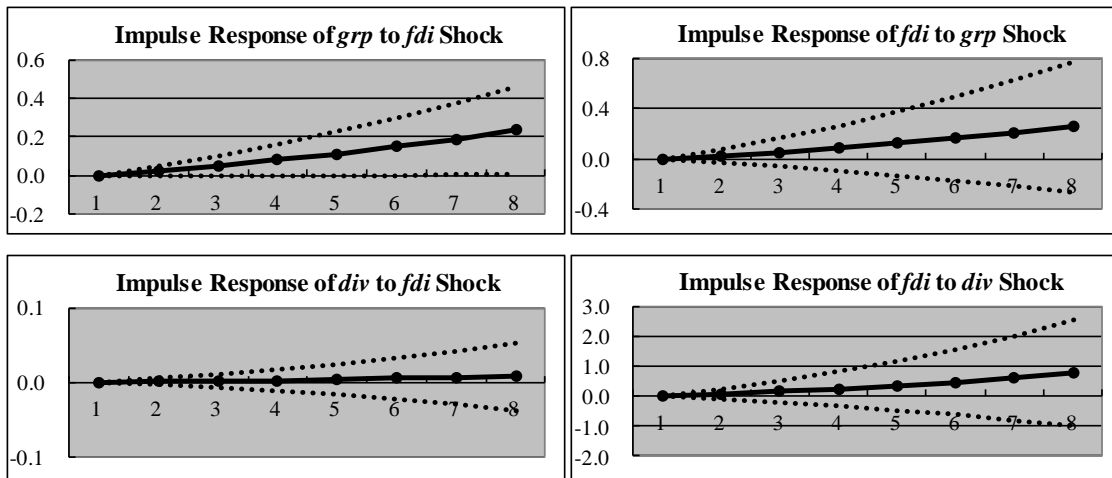 Impulse Response of grp to fdi Shock
0.6
0.4
0.2
0.0
-0.2
1 2 3 4 5 6 7 8
Impulse Response of fdi to grp Shock
0.8
0.4
0.0
-0.4
1 2 3 4 5 6 7 8
Impulse Response of div to fdi Shock
0.1
0.0
-0.1
1 2 3 4 5 6 7 8
Impulse Response of fdi to div Shock
3.0
2.0
1.0
0.0
-1.0
-2.0
1 2 3 4 5 6 7 8